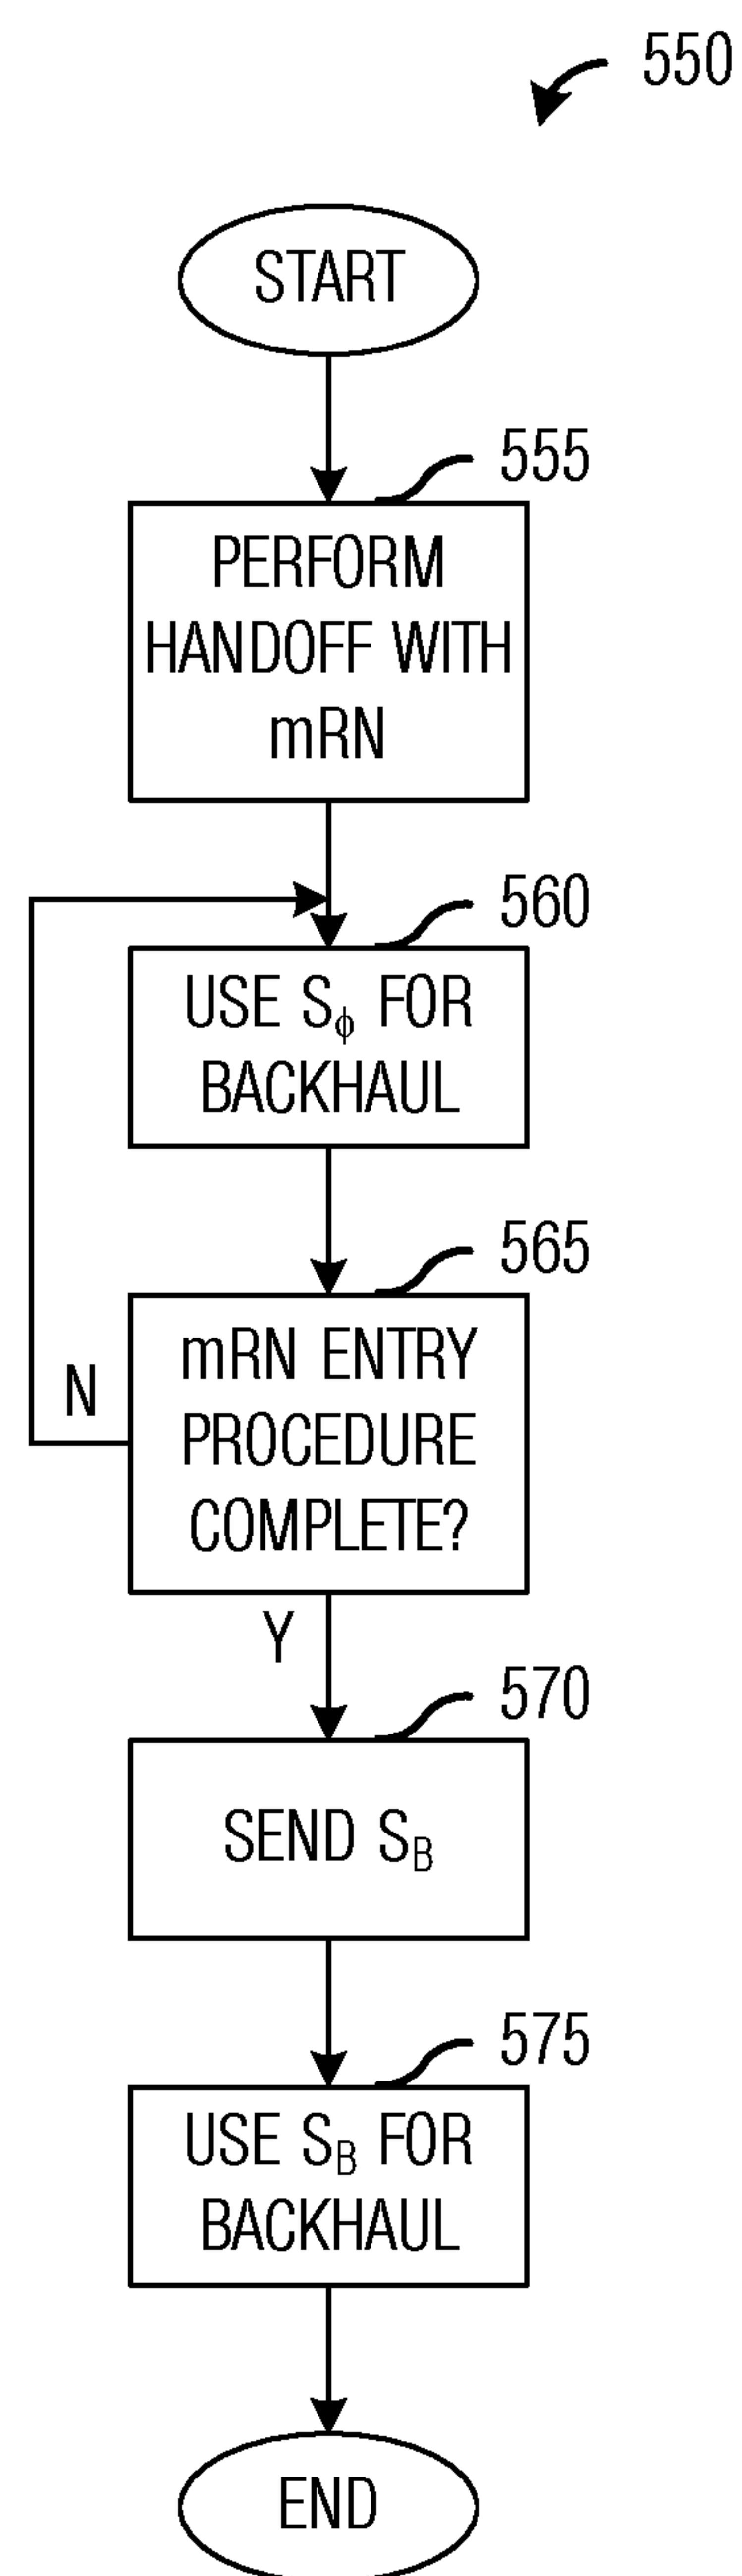 550
START
555
PERFORM
HANDOFF WITH
mRN
560
USE Sϕ FOR
BACKHAUL
565
mRN ENTRY
PROCEDURE
COMPLETE?
N
Y
570
SEND SB
575
USE SB FOR
BACKHAUL
END